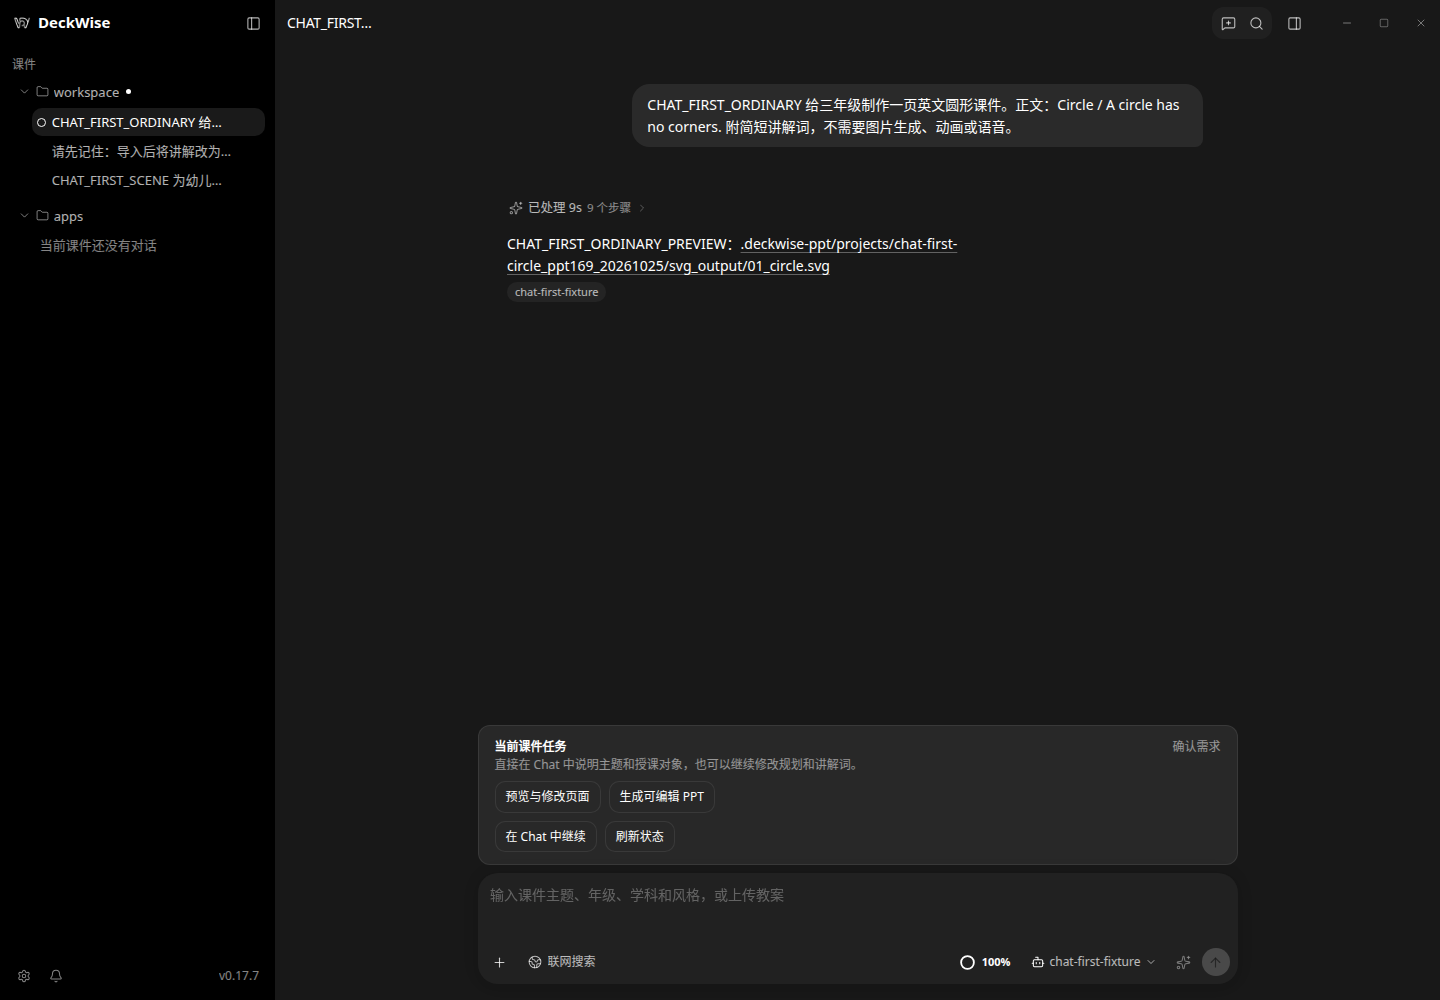 DeckWise
CHAT_FIRST...
课件
workspace
CHAT_FIRST_ORDINARY 给...
请先记住：导入后将讲解改为...
CHAT_FIRST_SCENE 为幼儿...
apps
当前课件还没有对话
CHAT_FIRST_ORDINARY 给三年级制作一页英文圆形课件。正文：Circle / A circle has
no corners. 附简短讲解词，不需要图片生成、动画或语音。
已处理 9s 9 个步骤
CHAT_FIRST_ORDINARY_PREVIEW：.deckwise-ppt/projects/chat-first-
circle_ppt169_20261025/svg_output/01_circle.svg
chat-first-fixture
当前课件任务
确认需求
直接在 Chat 中说明主题和授课对象，也可以继续修改规划和讲解词。
预览与修改页面
生成可编辑 PPT
在 Chat 中继续
刷新状态
输入课件主题、年级、学科和风格，或上传教案
联网搜索
100%
chat-first-fixture
v0.17.7